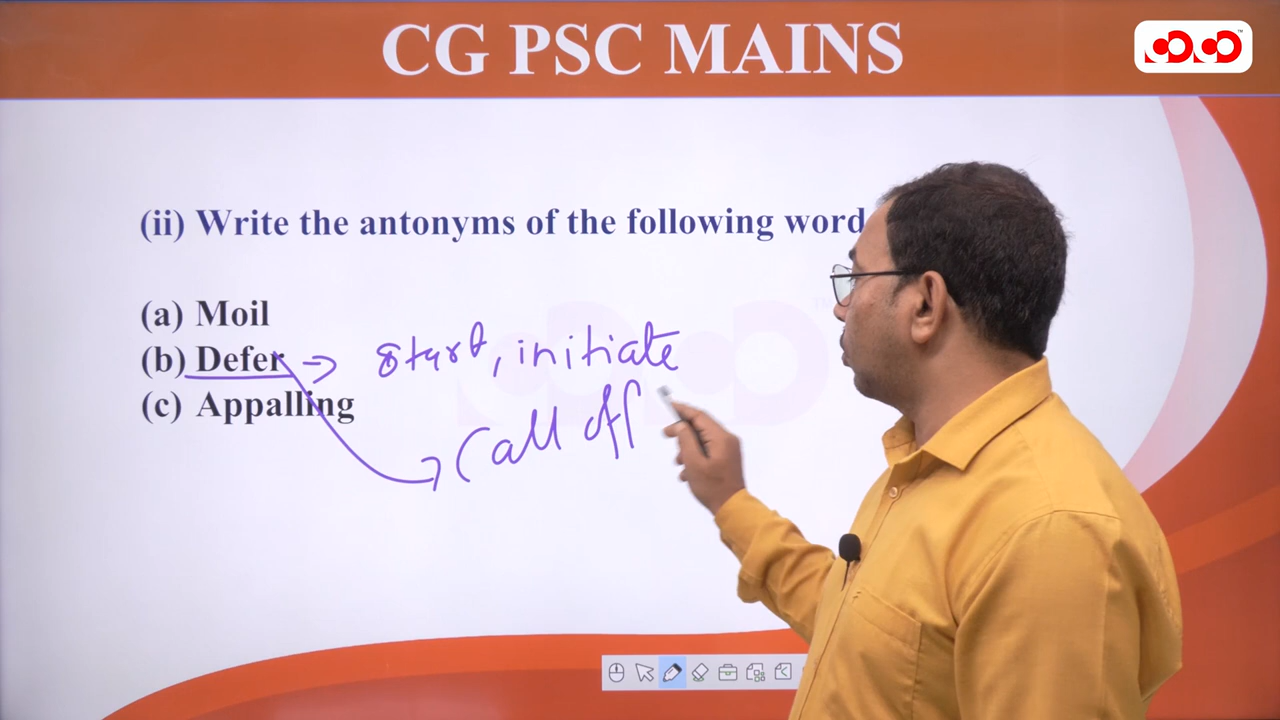 CG PSC MAINS
(ii) Write the antonyms of the following word
(a) Moil
(b) Defer → start, initiate
(c) Appalling
Call off